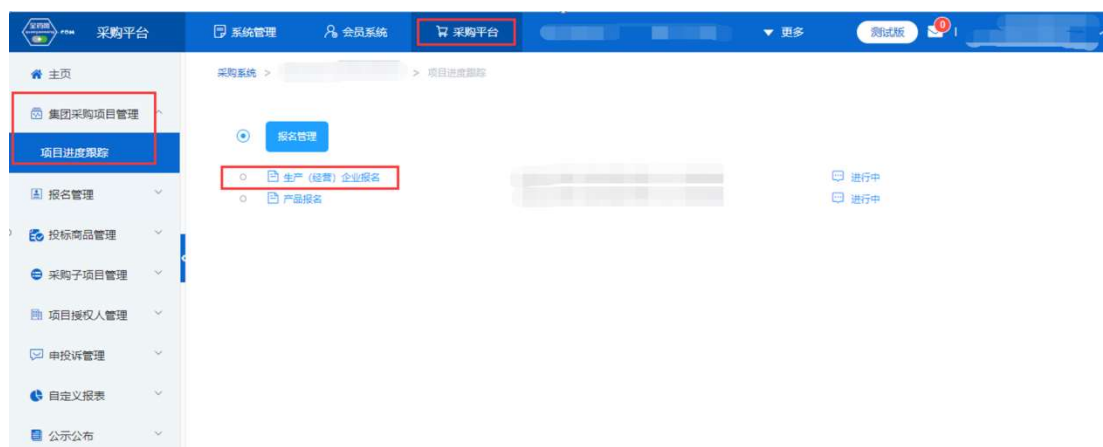 全药网 .COM 采购平台 系统管理 会员系统 采购平台 更多 测试版 0
主页
集团采购项目管理
项目进度跟踪
报名管理
投标商品管理
采购子项目管理
项目授权人管理
申投诉管理
自定义报表
公示公布
采购系统 > > 项目进度跟踪
报名管理
生产(经营)企业报名 进行中
产品报名 进行中